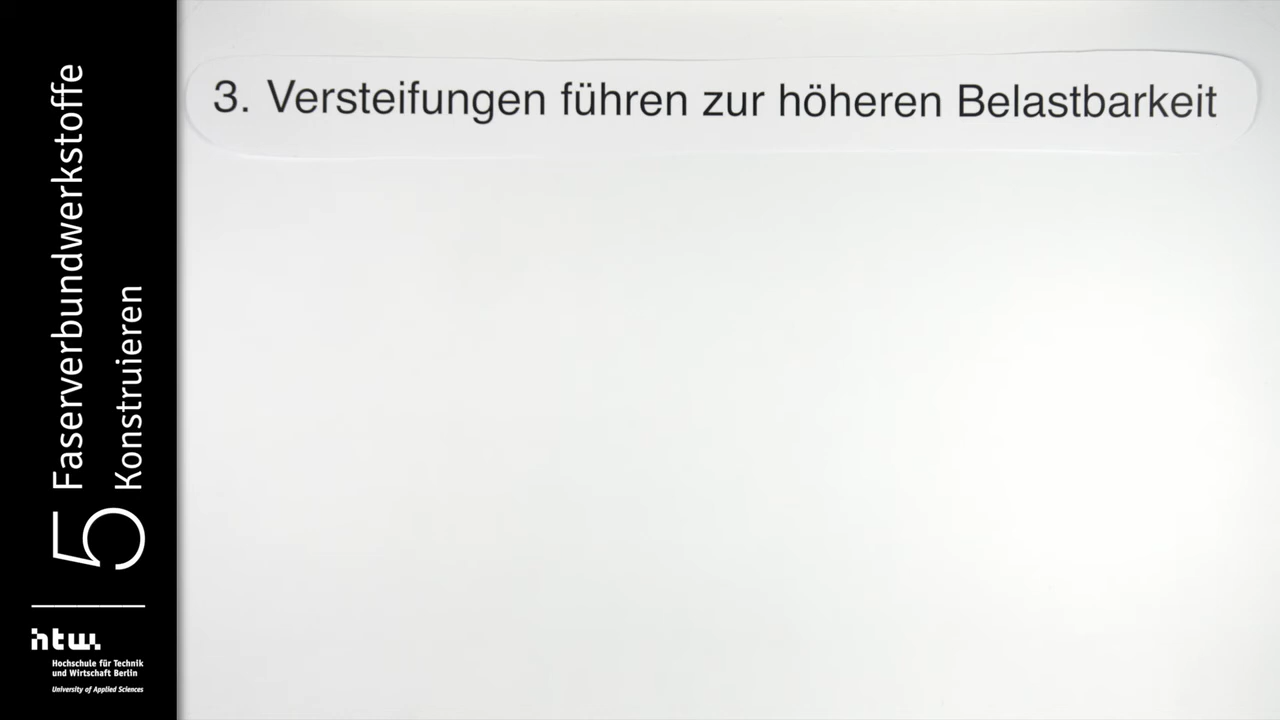 3. Versteifungen führen zur höheren Belastbarkeit
Faserverbundwerkstoffe
Konstruieren
5
htw.
Hochschule für Technik
und Wirtschaft Berlin
University of Applied Sciences